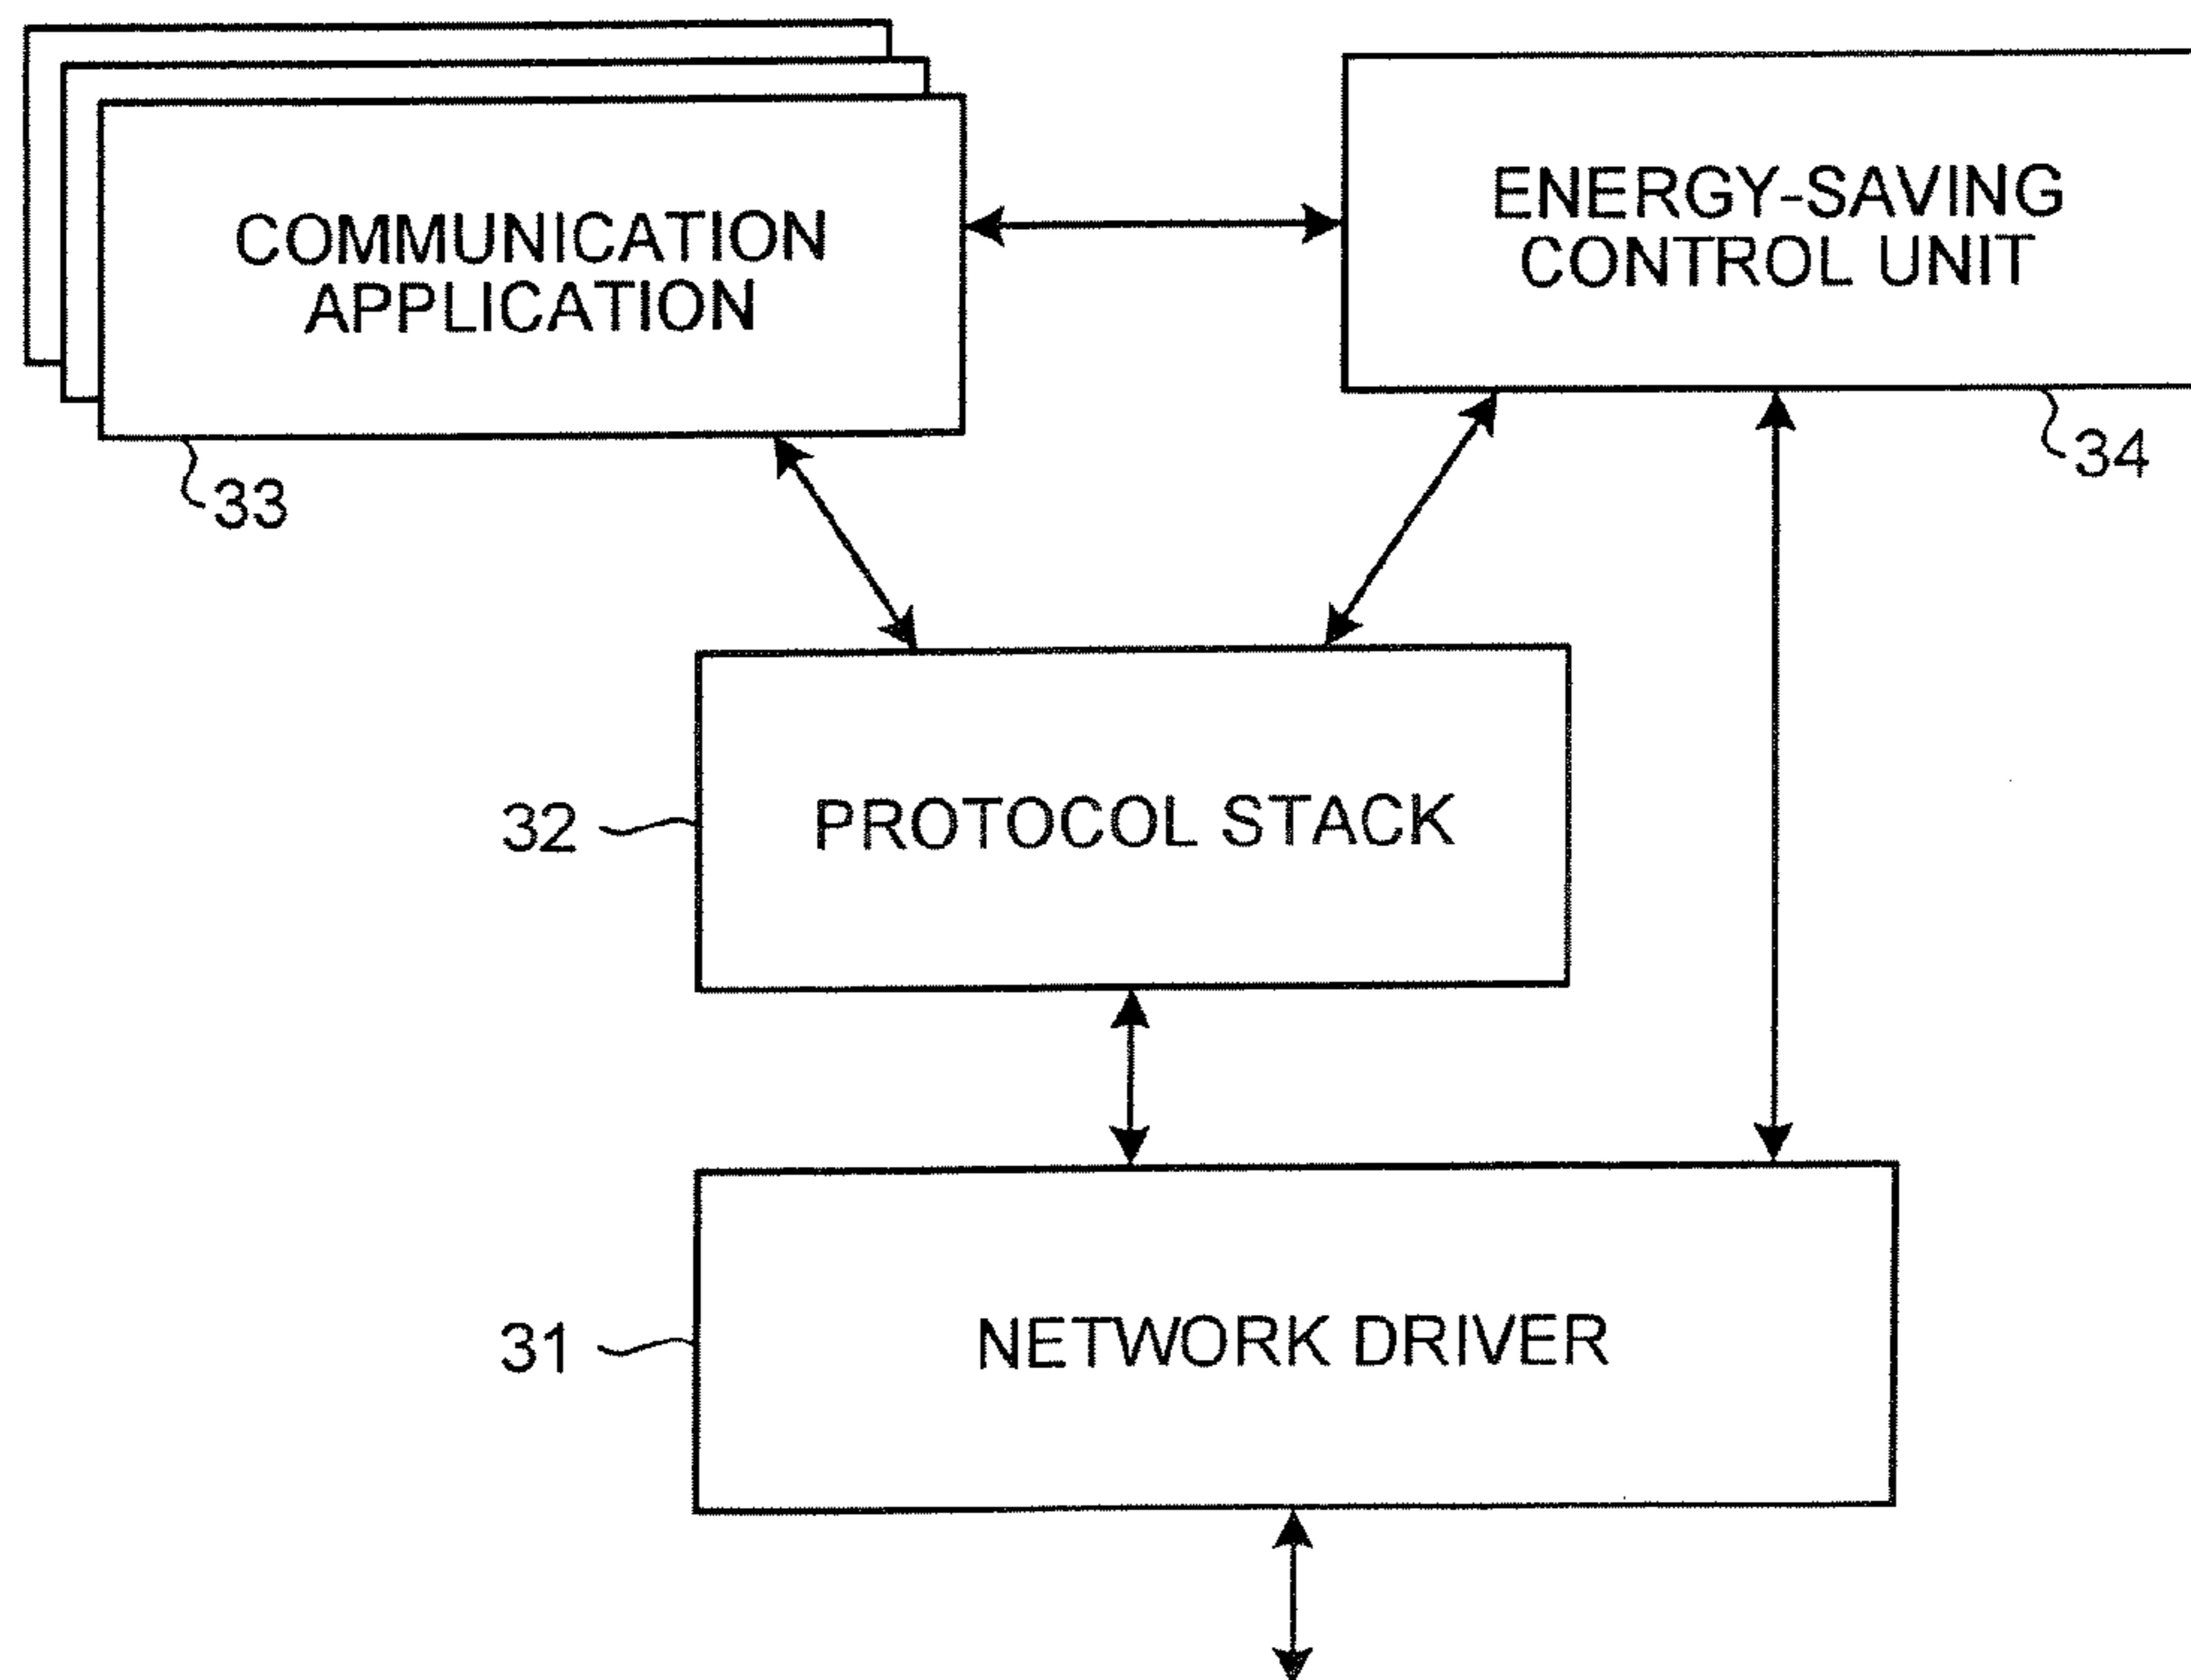 COMMUNICATION
APPLICATION
33
ENERGY-SAVING
CONTROL UNIT
34
32
PROTOCOL STACK
31
NETWORK DRIVER